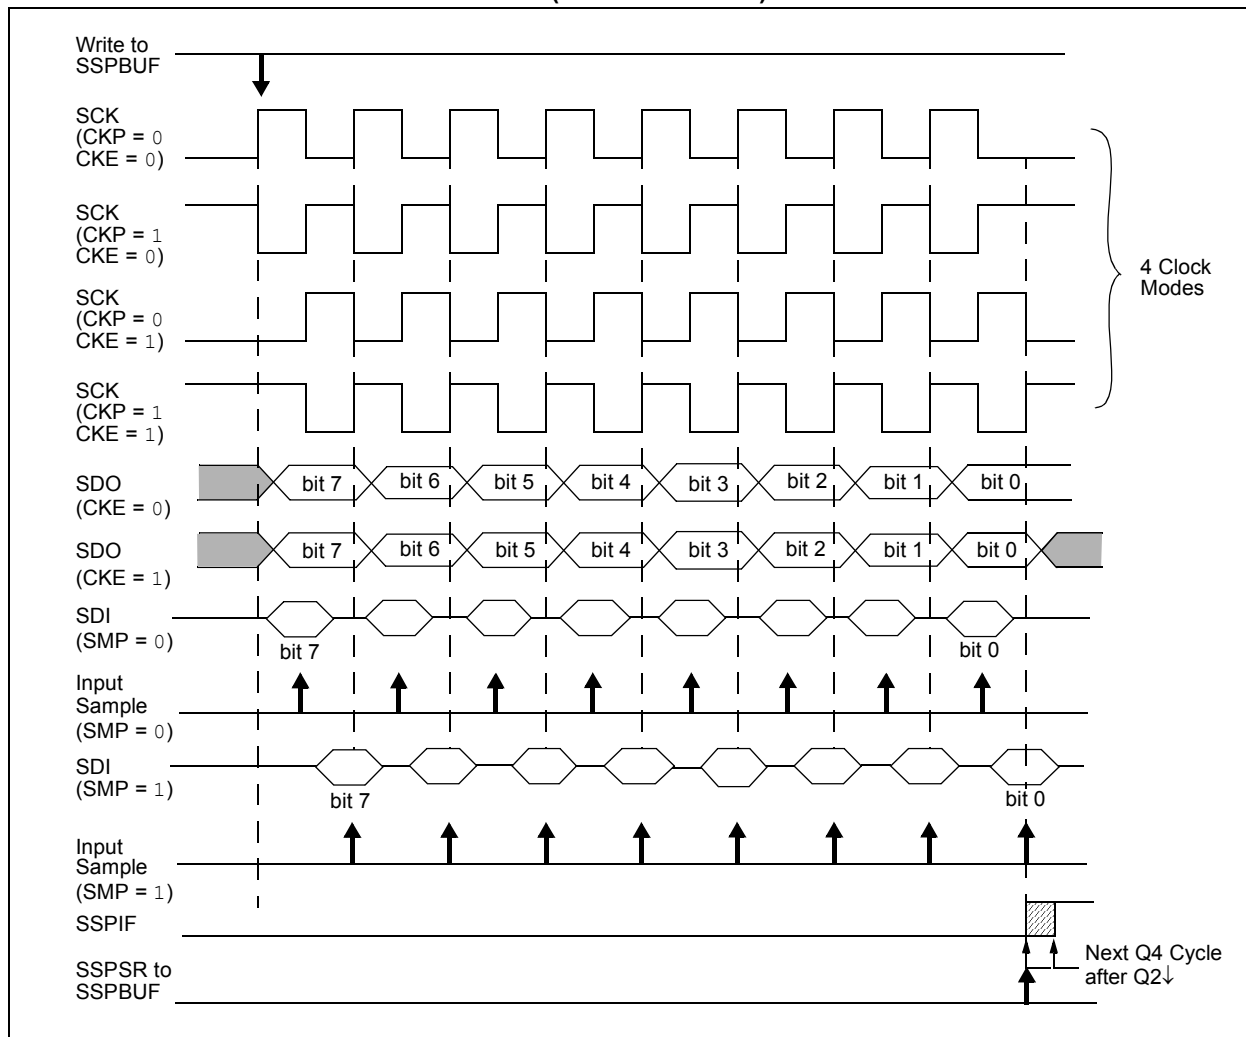 Write to
SSPBUF
SCK
(CKP = 0
CKE = 0)
SCK
(CKP = 1
CKE = 0)
SCK
(CKP = 0
CKE = 1)
SCK
(CKP = 1
CKE = 1)
4 Clock
Modes
SDO
(CKE = 0)
bit 7 bit 6 bit 5 bit 4 bit 3 bit 2 bit 1 bit 0
SDO
(CKE = 1)
bit 7 bit 6 bit 5 bit 4 bit 3 bit 2 bit 1 bit 0
SDI
(SMP = 0)
bit 7 bit 0
Input
Sample
(SMP = 0)
SDI
(SMP = 1)
bit 7 bit 0
Input
Sample
(SMP = 1)
SSPIF
Next Q4 Cycle
after Q2↓
SSPSR to
SSPBUF